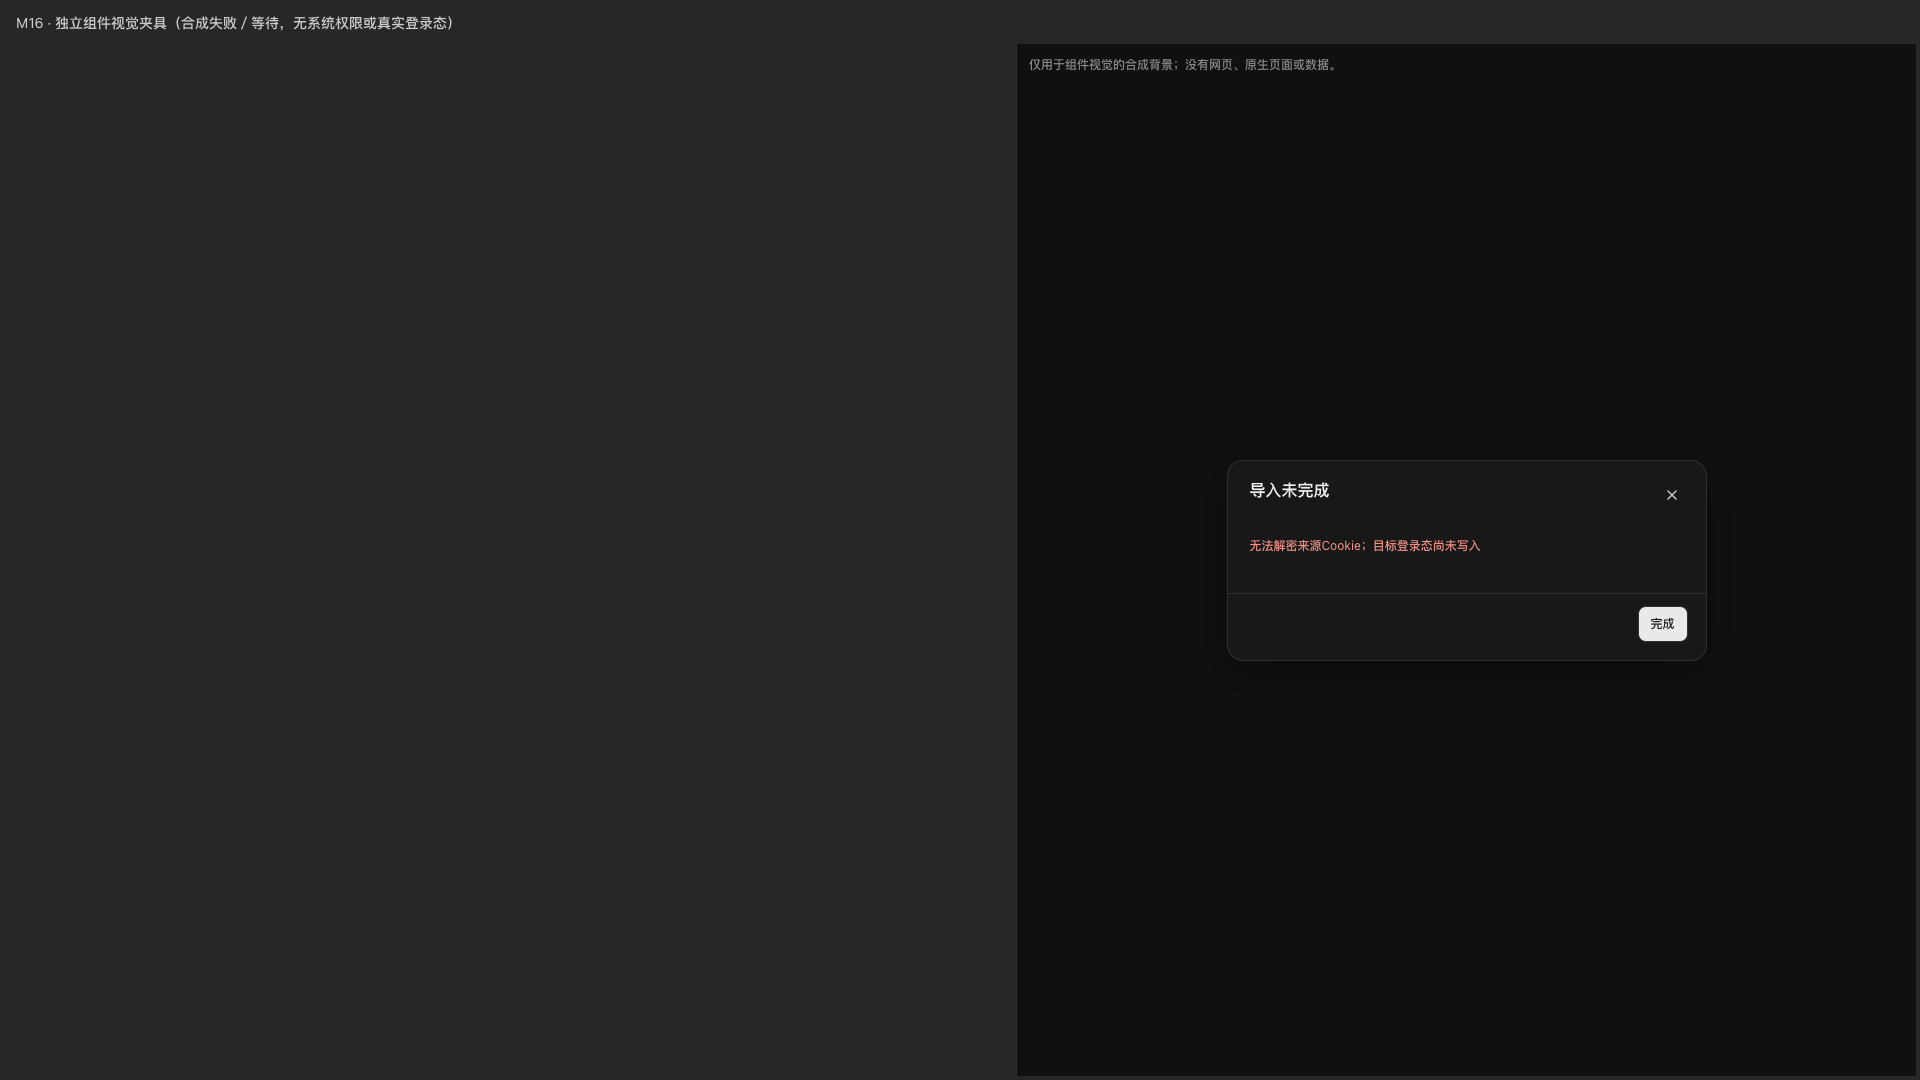 M16 · 独立组件视觉夹具（合成失败 / 等待，无系统权限或真实登录态）
仅用于组件视觉的合成背景；没有网页、原生页面或数据。
导入未完成
无法解密来源Cookie；目标登录态尚未写入
完成